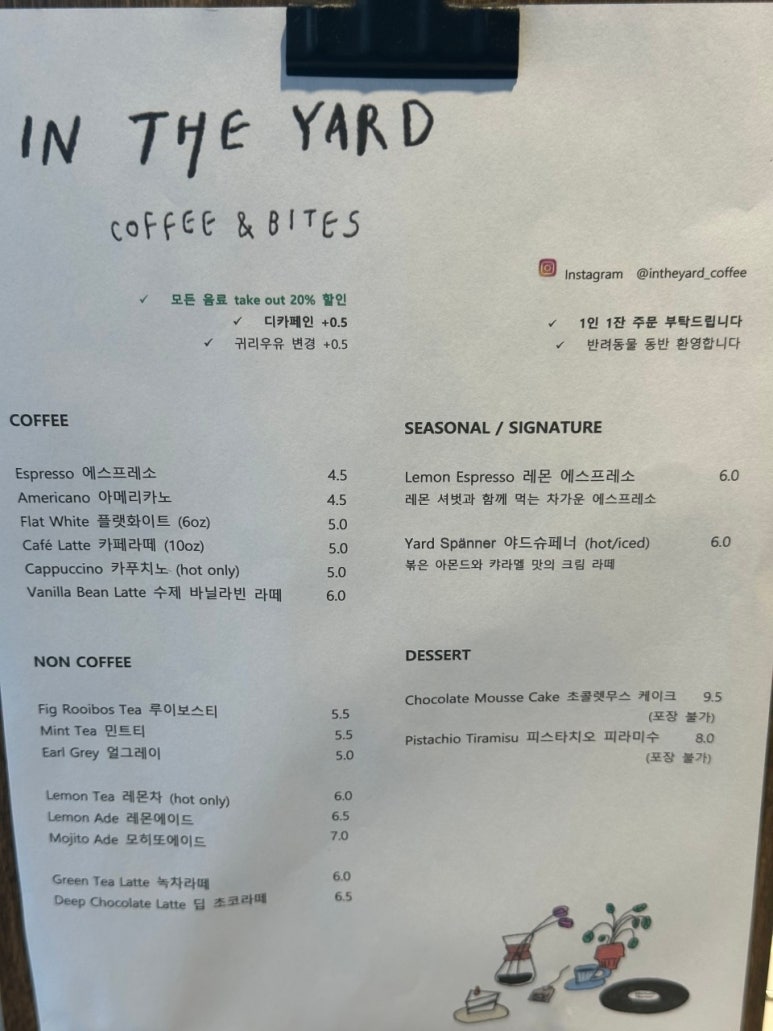 IN THE YARD
COFFEE & BITES
Instagram @intheyard_coffee
✓ 모든 음료 take out 20% 할인
✓ 디카페인 +0.5
✓ 귀리우유 변경 +0.5
✓ 1인 1잔 주문 부탁드립니다
✓ 반려동물 동반 환영합니다
COFFEE
Espresso 에스프레소 4.5
Americano 아메리카노 4.5
Flat White 플랫화이트 (6oz) 5.0
Café Latte 카페라떼 (10oz) 5.0
Cappuccino 카푸치노 (hot only) 5.0
Vanilla Bean Latte 수제 바닐라빈 라떼 6.0
NON COFFEE
Fig Rooibos Tea 루이보스티 5.5
Mint Tea 민트티 5.5
Earl Grey 얼그레이 5.0
Lemon Tea 레몬차 (hot only) 6.0
Lemon Ade 레몬에이드 6.5
Mojito Ade 모히또에이드 7.0
Green Tea Latte 녹차라떼 6.0
Deep Chocolate Latte 딥 초코라떼 6.5
SEASONAL / SIGNATURE
Lemon Espresso 레몬 에스프레소 6.0
레몬 셔벗과 함께 먹는 차가운 에스프레소
Yard Spänner 야드슈페너 (hot/iced) 6.0
볶은 아몬드와 캬라멜 맛의 크림 라떼
DESSERT
Chocolate Mousse Cake 초콜렛무스 케이크 9.5
(포장 불가)
Pistachio Tiramisu 피스타치오 피라미수 8.0
(포장 불가)